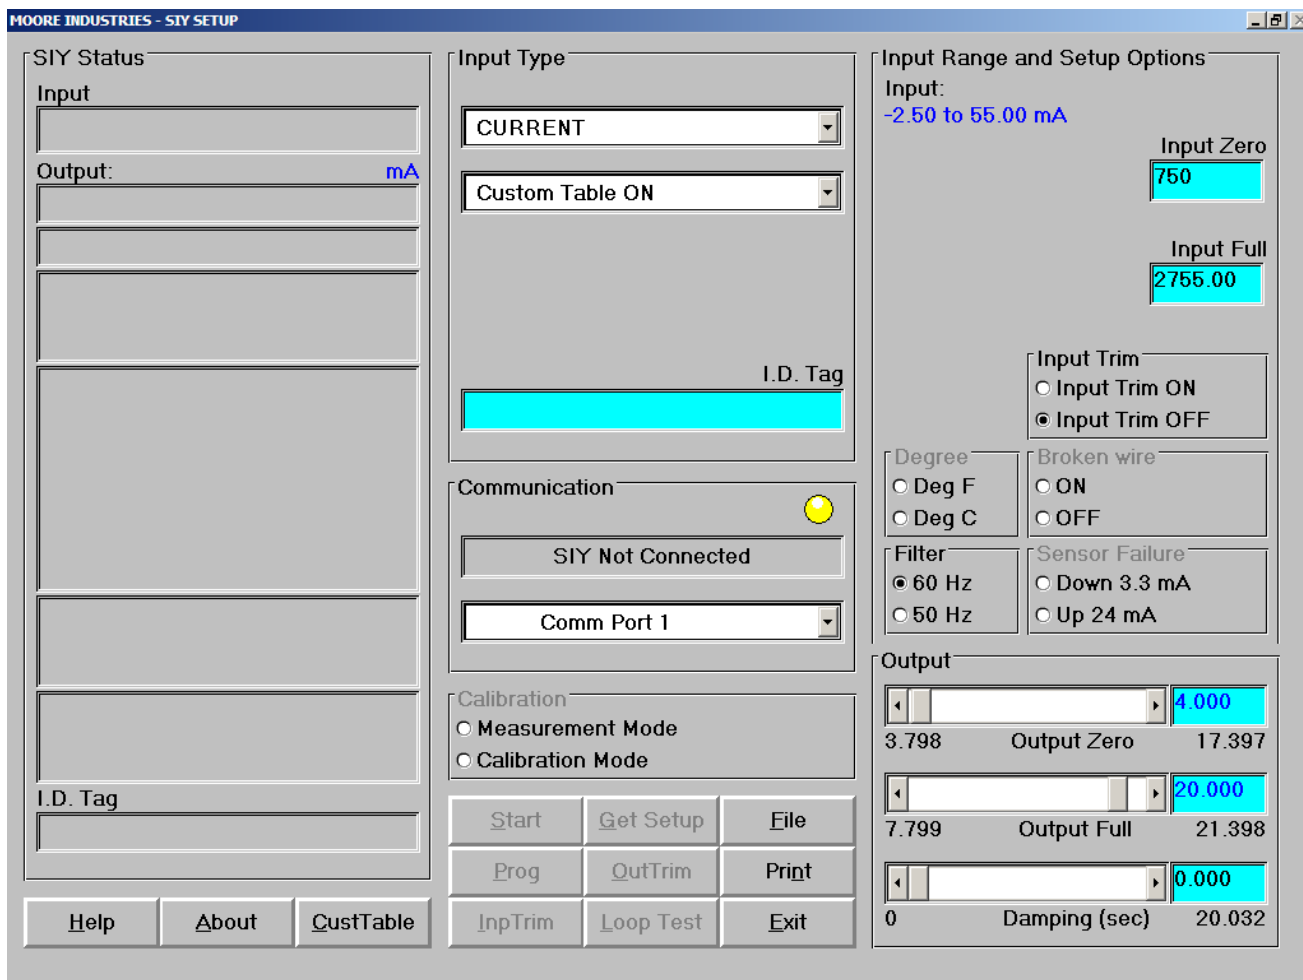 MOORE INDUSTRIES - SIY SETUP
SIY Status
Input
Output: mA
I.D. Tag
Help About CustTable
Input Type
CURRENT
Custom Table ON
I.D. Tag
Communication
SIY Not Connected
Comm Port 1
Calibration
Measurement Mode
Calibration Mode
Start Get Setup File
Prog OutTrim Print
InpTrim Loop Test Exit
Input Range and Setup Options
Input:
-2.50 to 55.00 mA
Input Zero
750
Input Full
2755.00
Input Trim
Input Trim ON
Input Trim OFF
Degree
Deg F
Deg C
Broken wire
ON
OFF
Filter
60 Hz
50 Hz
Sensor Failure
Down 3.3 mA
Up 24 mA
Output
4.000
3.798 Output Zero 17.397
20.000
7.799 Output Full 21.398
0.000
0 Damping (sec) 20.032